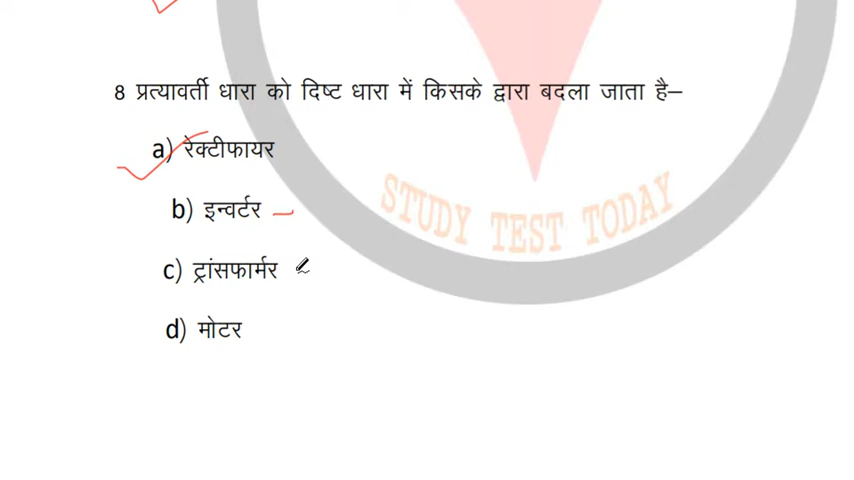 8 प्रत्यावर्ती धारा को दिष्ट धारा में किसके द्वारा बदला जाता है–
a) रेक्टीफायर
b) इन्वर्टर
c) ट्रांसफार्मर
d) मोटर
STUDY TEST TODAY